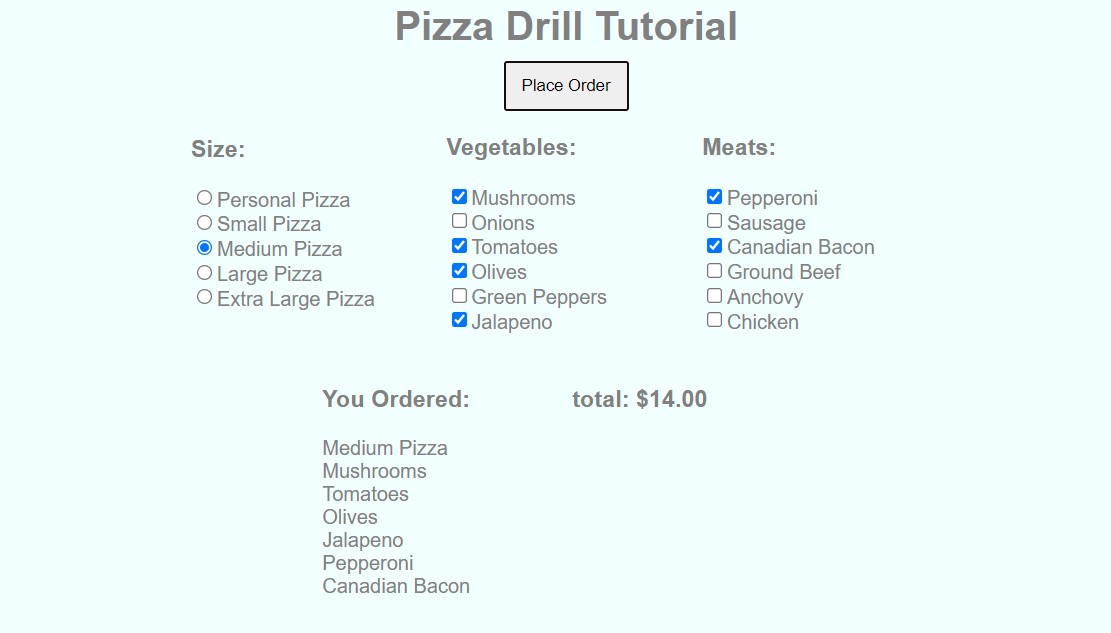 Pizza Drill Tutorial
Place Order
Size:
Personal Pizza
Small Pizza
Medium Pizza
Large Pizza
Extra Large Pizza
Vegetables:
Mushrooms
Onions
Tomatoes
Olives
Green Peppers
Jalapeno
Meats:
Pepperoni
Sausage
Canadian Bacon
Ground Beef
Anchovy
Chicken
You Ordered:
Medium Pizza
Mushrooms
Tomatoes
Olives
Jalapeno
Pepperoni
Canadian Bacon
total: $14.00